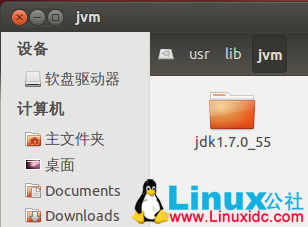 jvm
设备
软盘驱动器
计算机
主文件夹
桌面
Documents
Downloads
usr lib jvm
jdk1.7.0_55
Linux公社
www.Linuxidc.com